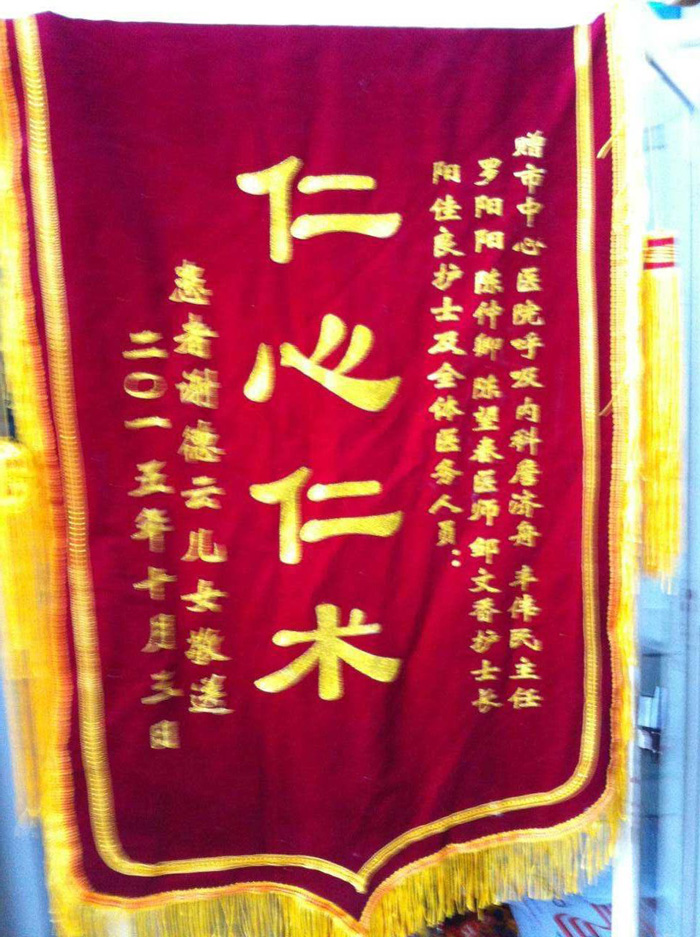 赠市中心医院呼吸内科詹济舟 丰伟民主任
罗阳阳 陈仲卿 陈望春医师 邹文香护士长
阳佳良护士及全体医务人员：
仁心仁术
患者谢德云儿女敬送
二〇一五年十月三日